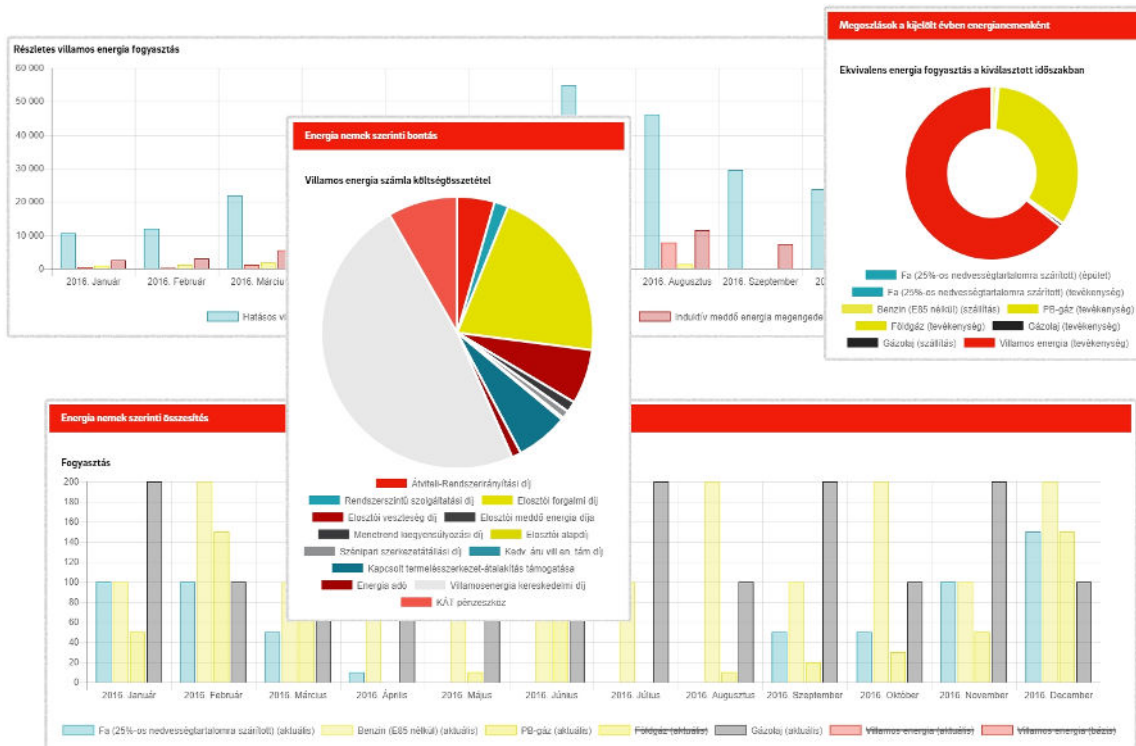 Részletes villamos energia fogyasztás
60 000
50 000
40 000
30 000
20 000
10 000
0
2016. Január
2016. Február
2016. Márciu
2016. Augusztus
2016. Szeptember
Induktív meddő energia megengede
Megoszlások a kijelölt évben energianemenként
Ekvivalens energia fogyasztás a kiválasztott időszakban
Fa (25%-os nedvességtartalomra szárított) (épület)
Fa (25%-os nedvességtartalomra szárított) (tevékenység)
Benzin (E85 nélkül) (szállítás)
PB-gáz (tevékenység)
Földgáz (tevékenység)
Gázolaj (tevékenység)
Gázolaj (szállítás)
Villamos energia (tevékenység)
Energia nemek szerinti bontás
Villamos energia számla költségösszetétel
Átviteli-Rendszerirányítási díj
Rendszerszintű szolgáltatási díj
Elosztói forgalmi díj
Elosztói veszteség díj
Elosztói meddő energia díja
Menetrend kiegyensúlyozási díj
Elosztói alapdíj
Szénipari szerkezetátállási díj
Kedv. áru vill.en. tám díj
Kapcsolt termelésszerkezet-átalakítás támogatása
Energia adó
Villamosenergia kereskedelmi díj
KÁT pénzeszköz
Energia nemek szerinti összesítés
Fogyasztás
200
180
160
140
120
100
80
60
40
20
0
2016. Január
2016. Február
2016. Március
2016. Április
2016. Május
2016. Június
2016. Július
2016. Augusztus
2016. Szeptember
2016. Október
2016. November
2016. December
Fa (25%-os nedvességtartalomra szárított) (aktuális)
Benzin (E85 nélkül) (aktuális)
PB-gáz (aktuális)
Földgáz (aktuális)
Gázolaj (aktuális)
Villamos energia (aktuális)
Villamos energia (bázis)